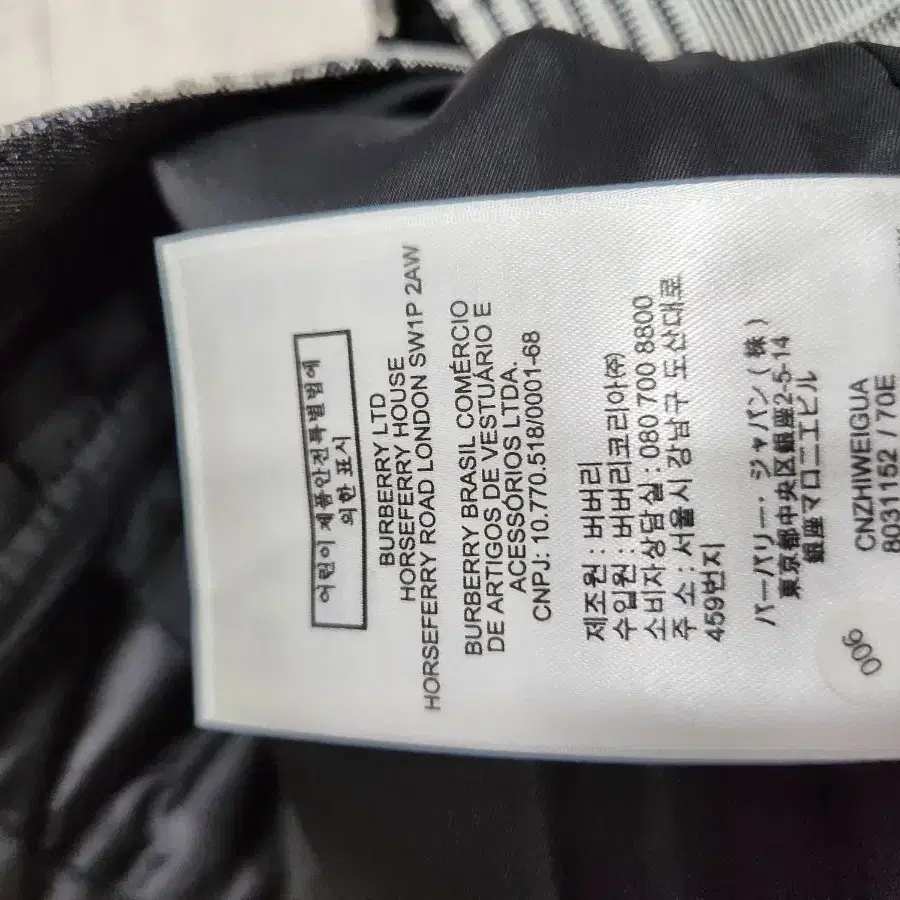 어린이 제품안전특별법에
의한 표시
BURBERRY LTD
HORSEFERRY HOUSE
HORSEFERRY ROAD LONDON SW1P 2AW
BURBERRY BRASIL COMÉRCIO
DE ARTIGOS DE VESTUÁRIO E
ACESSÓRIOS LTDA.
CNPJ: 10.770.518/0001-68
제조원 : 버버리
수입원 : 버버리코리아㈜
소비자상담실 : 080 700 8800
주 소 : 서울시 강남구 도산대로
459번지
バーバリー・ジャパン(株)
東京都中央区銀座2-5-14
銀座マロニエビル
CNZHIWEIGUA
8031152 / 70E
006